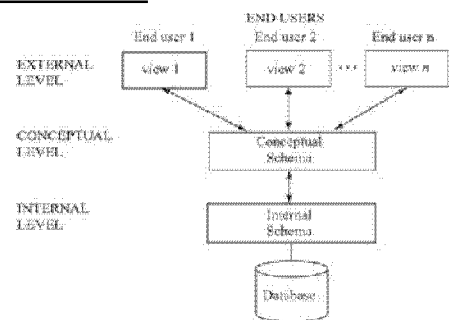 END USERS
End user 1 End user 2 End user n
EXTERNAL
LEVEL
view 1 view 2 ... view n
CONCEPTUAL
LEVEL
Conceptual
Schema
INTERNAL
LEVEL
Internal
Schema
Database